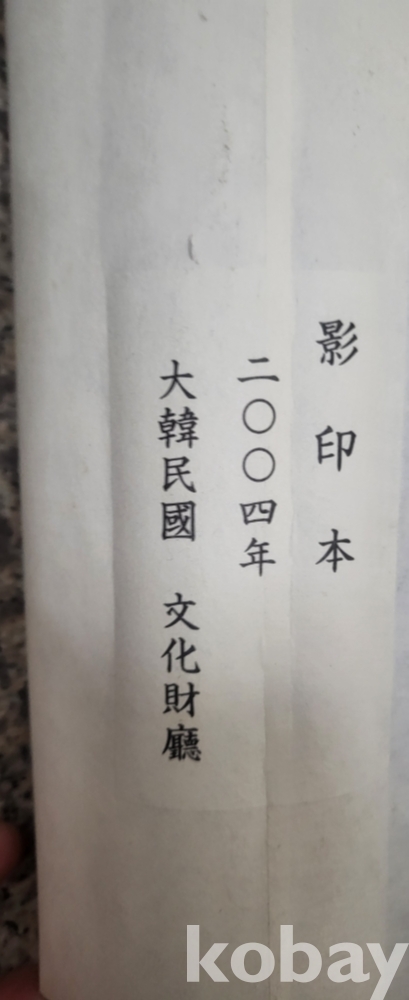 影印本
二〇〇四年
大韓民國 文化財廳
kobay